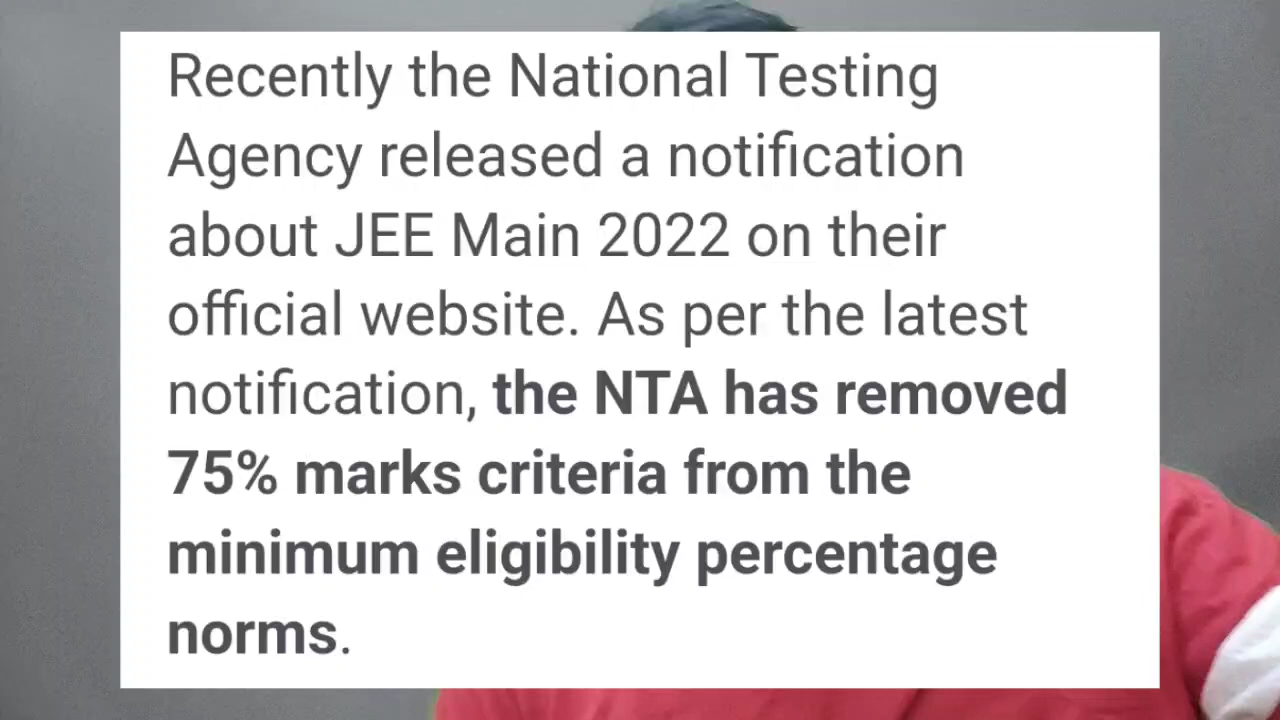 Recently the National Testing
Agency released a notification
about JEE Main 2022 on their
official website. As per the latest
notification, the NTA has removed
75% marks criteria from the
minimum eligibility percentage
norms.